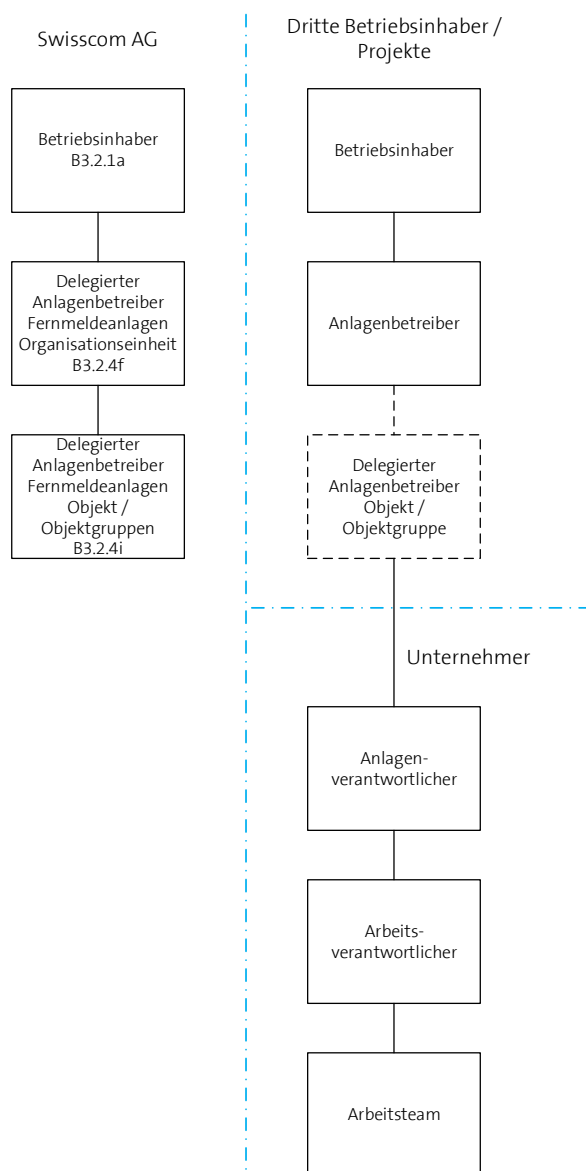 Swisscom AG
Betriebsinhaber
B3.2.1a
Delegierter
Anlagenbetreiber
Fernmeldeanlagen
Organisationseinheit
B3.2.4f
Delegierter
Anlagenbetreiber
Fernmeldeanlagen
Objekt /
Objektgruppen
B3.2.4i
Dritte Betriebsinhaber /
Projekte
Betriebsinhaber
Anlagenbetreiber
Delegierter
Anlagenbetreiber
Objekt /
Objektgruppe
Unternehmer
Anlagen-
verantwortlicher
Arbeits-
verantwortlicher
Arbeitsteam